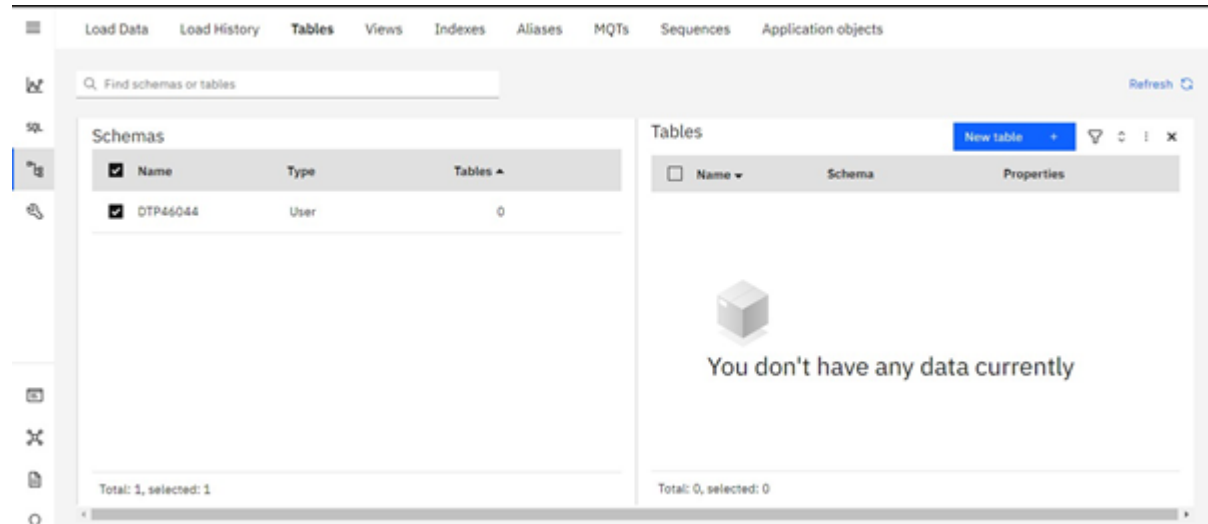 Load Data Load History Tables Views Indexes Aliases MQTs Sequences Application objects
Find schemas or tables
Refresh
SQL
Schemas
Name Type Tables
DTP46044 User 0
Total: 1, selected: 1
Tables
New table +
Name Schema Properties
You don't have any data currently
Total: 0, selected: 0